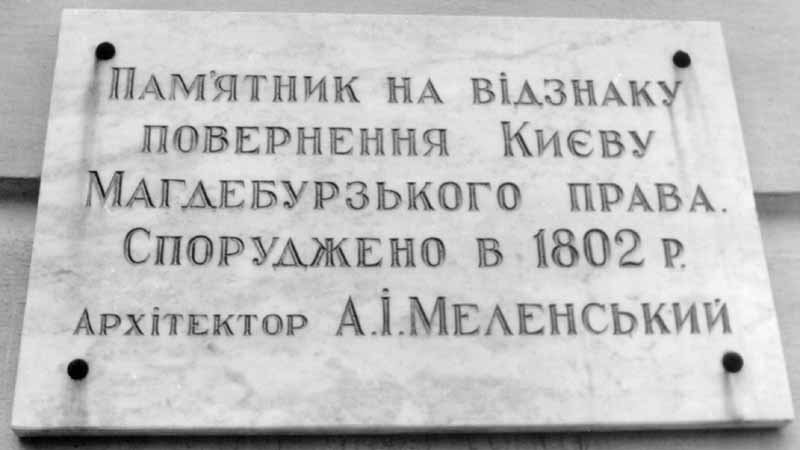 Пам'ятник на відзнаку
повернення Києву
Магдебурзького права.
Споруджено в 1802 р.
архітектор А.І.Меленський